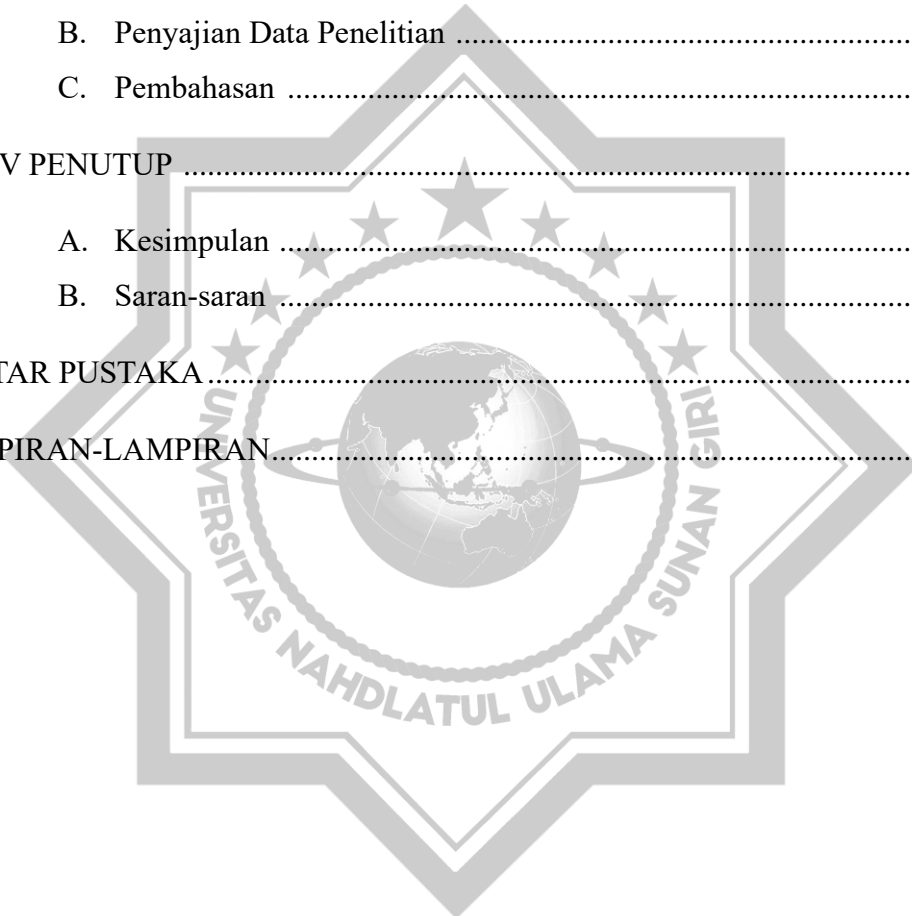 B. Penyajian Data Penelitian ........................................................
C. Pembahasan ..............................................................................
V PENUTUP ............................................................................................
A. Kesimpulan ...............................................................................
B. Saran-saran ...............................................................................
TAR PUSTAKA .........................................................................................
PIRAN-LAMPIRAN.................................................................................
UNIVERSITAS NAHDLATUL ULAMA SUNAN GIRI